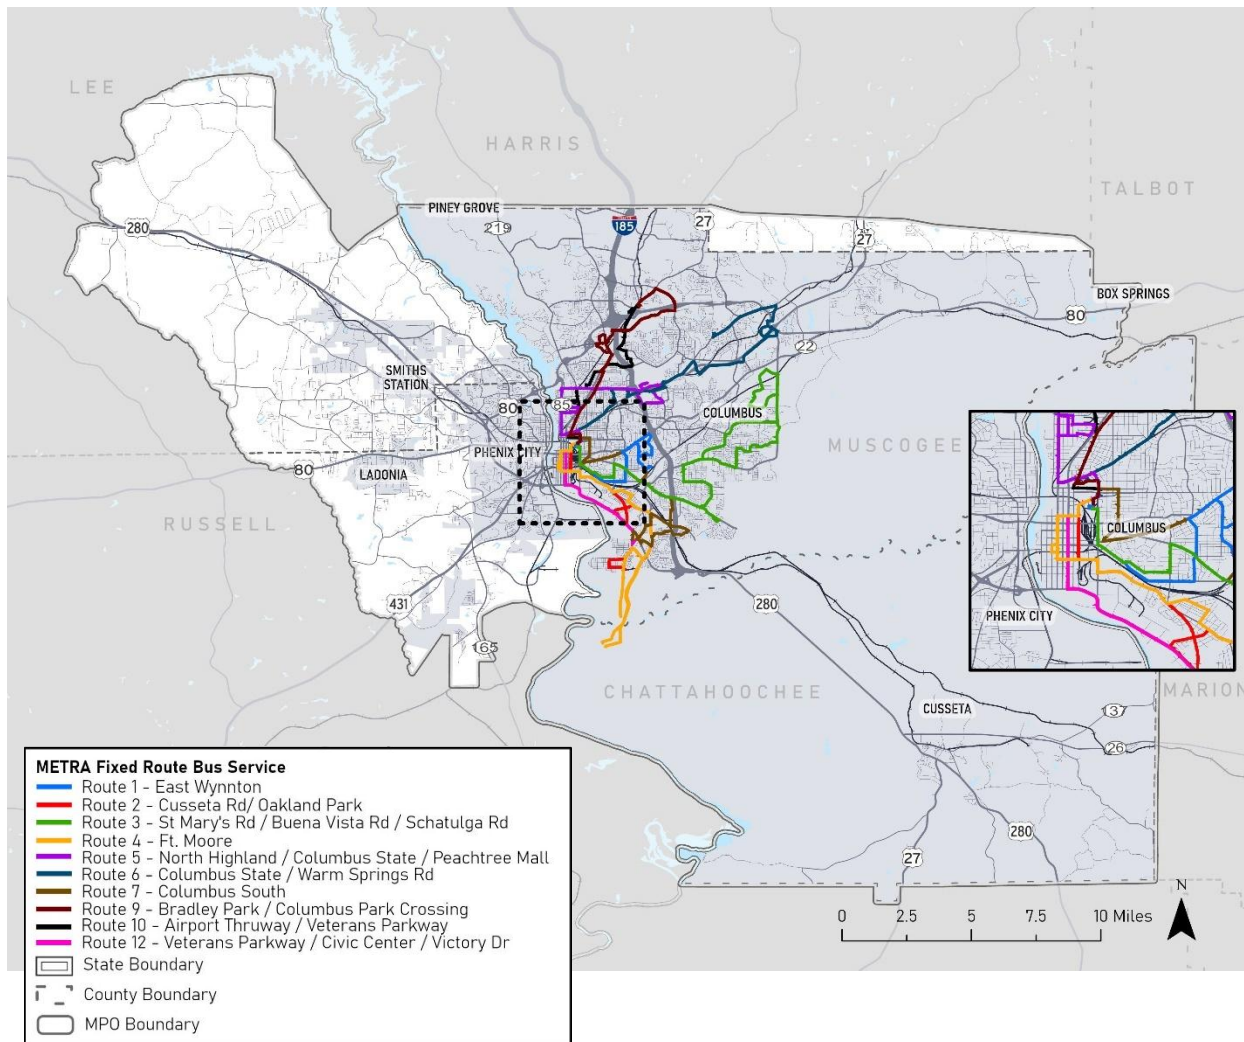 LEE
HARRIS
TALBOT
PINEY GROVE
219
INTERSTATE
185
27
280
27
BOX SPRINGS
80
22
SMITHS
STATION
80
85
COLUMBUS
MUSCOGEE
PHENIX CITY
80
LADONIA
RUSSELL
COLUMBUS
PHENIX CITY
431
280
165
CHATTAHOOCHEE
MARION
CUSSETA
137
26
280
27
METRA Fixed Route Bus Service
Route 1 - East Wynnton
Route 2 - Cusseta Rd/ Oakland Park
Route 3 - St Mary's Rd / Buena Vista Rd / Schatulga Rd
Route 4 - Ft. Moore
Route 5 - North Highland / Columbus State / Peachtree Mall
Route 6 - Columbus State / Warm Springs Rd
Route 7 - Columbus South
Route 9 - Bradley Park / Columbus Park Crossing
Route 10 - Airport Thruway / Veterans Parkway
Route 12 - Veterans Parkway / Civic Center / Victory Dr
State Boundary
County Boundary
MPO Boundary
N
0 2.5 5 7.5 10 Miles